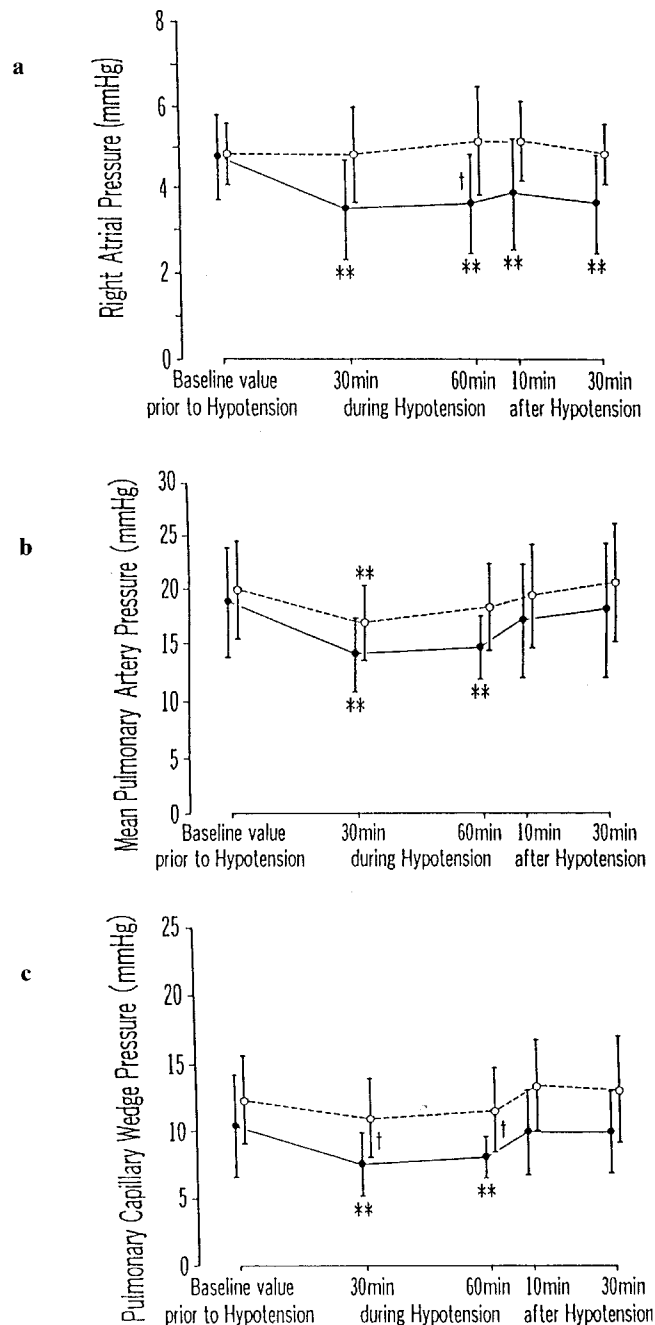 a
Right Atrial Pressure (mmHg)
8
6
4
2
0
†
** ** ** **
Baseline value 30min 60min 10min 30min
prior to Hypotension during Hypotension after Hypotension
b
Mean Pulmonary Artery Pressure (mmHg)
30
25
20
15
10
5
0
**
** **
Baseline value 30min 60min 10min 30min
prior to Hypotension during Hypotension after Hypotension
c
Pulmonary Capillary Wedge Pressure (mmHg)
25
20
15
10
5
0
† †
** **
Baseline value 30min 60min 10min 30min
prior to Hypotension during Hypotension after Hypotension